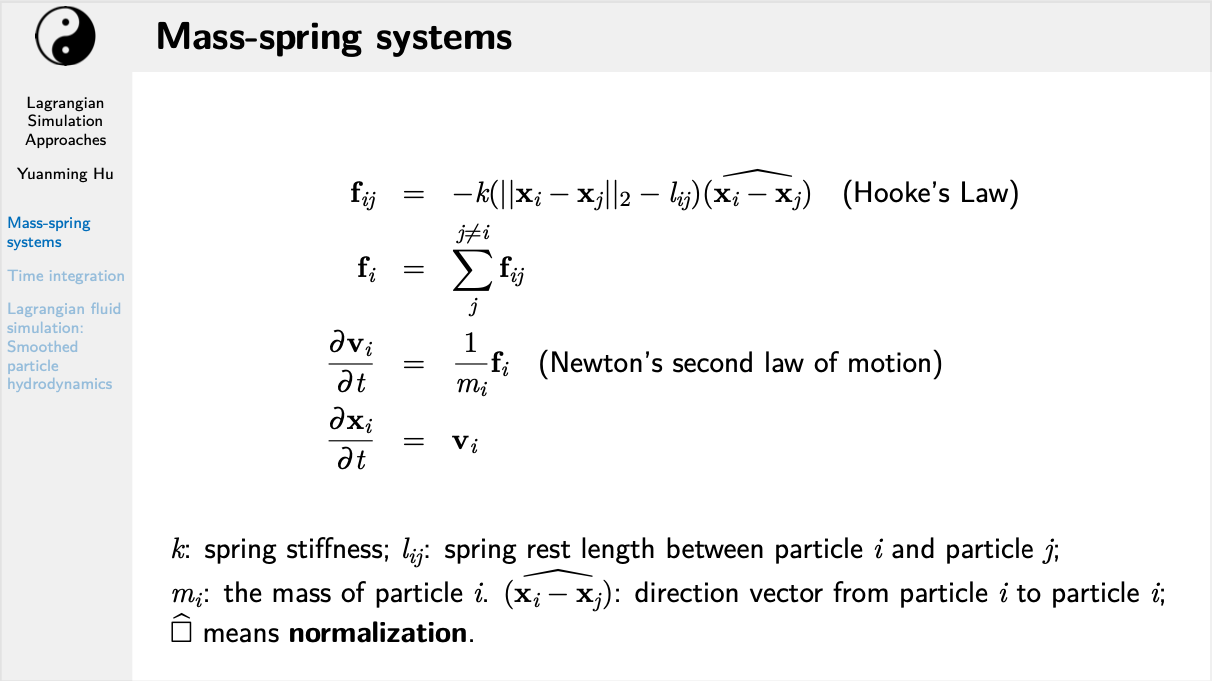 Mass-spring systems
Lagrangian
Simulation
Approaches
Yuanming Hu
Mass-spring
systems
Time integration
Lagrangian fluid
simulation:
Smoothed
particle
hydrodynamics
$\mathbf{f}_{ij} = -k(||\mathbf{x}_i - \mathbf{x}_j||_2 - l_{ij})(\widehat{\mathbf{x}_i - \mathbf{x}_j})$ (Hooke's Law)
$\mathbf{f}_i = \sum_{j}^{j \neq i} \mathbf{f}_{ij}$
$\frac{\partial \mathbf{v}_i}{\partial t} = \frac{1}{m_i} \mathbf{f}_i$ (Newton's second law of motion)
$\frac{\partial \mathbf{x}_i}{\partial t} = \mathbf{v}_i$
$k$: spring stiffness; $l_{ij}$: spring rest length between particle $i$ and particle $j$;
$m_i$: the mass of particle $i$. $(\widehat{\mathbf{x}_i - \mathbf{x}_j})$: direction vector from particle $i$ to particle $i$;
$\widehat{\square}$ means normalization.